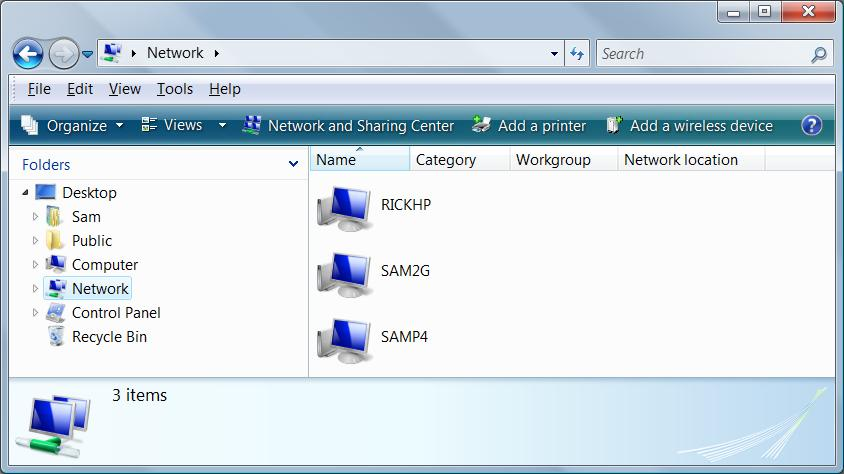 Network
Search
File Edit View Tools Help
Organize Views Network and Sharing Center Add a printer Add a wireless device ?
Folders
Name Category Workgroup Network location
Desktop
Sam
Public
Computer
Network
Control Panel
Recycle Bin
RICKHP
SAM2G
SAMP4
3 items